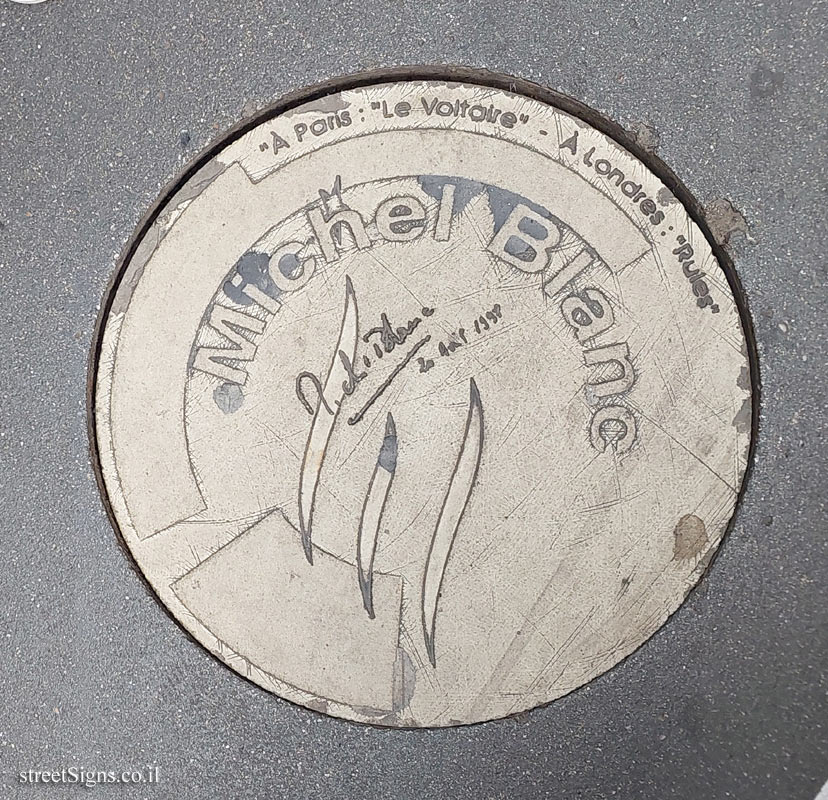 "À Paris : "Le Voltaire" - À Londres : "Rules"
Michel Blanc
streetSigns.co.il